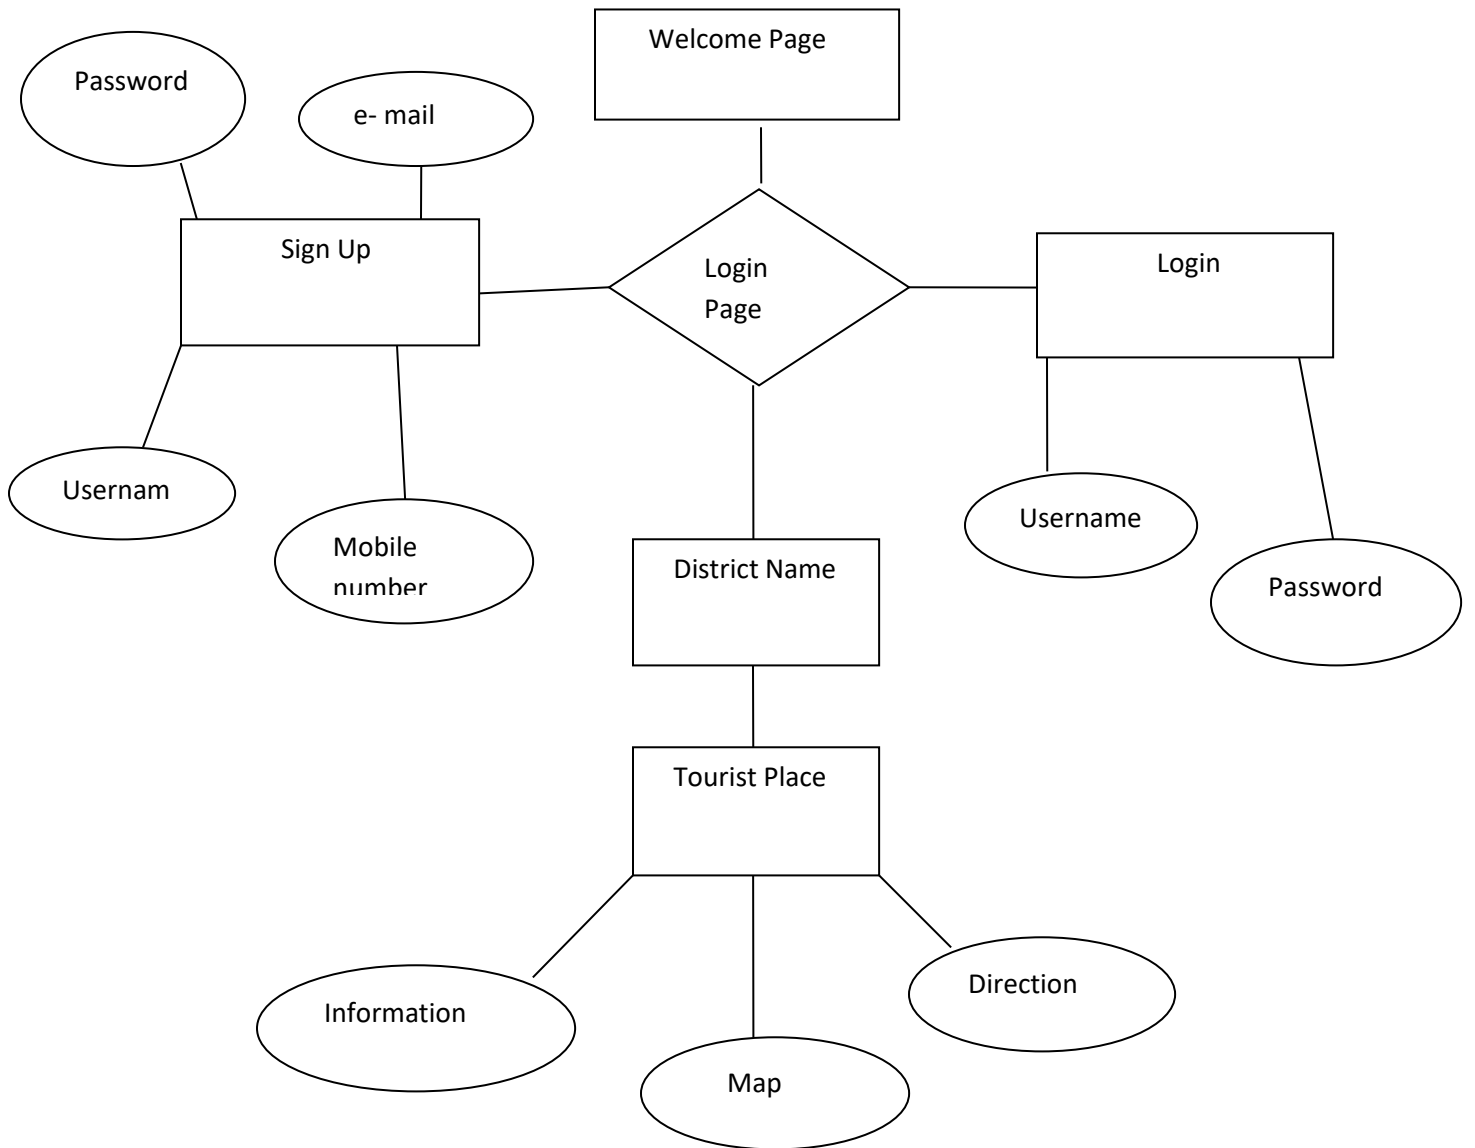 Welcome Page
Password
e- mail
Sign Up
Login
Page
Login
Usernam
Mobile
number
Username
Password
District Name
Tourist Place
Information
Direction
Map